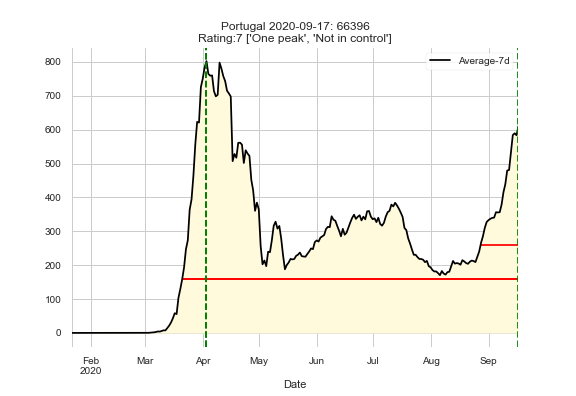 Portugal 2020-09-17: 66396
Rating:7 ['One peak', 'Not in control']
Average-7d
800
700
600
500
400
300
200
100
0
Feb Mar Apr May Jun Jul Aug Sep
2020
Date